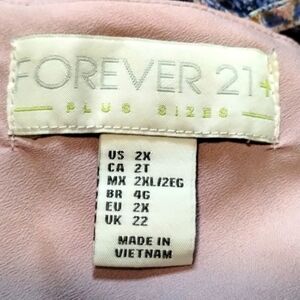 FOREVER 21+
PLUS SIZES
US 2X
CA 2T
MX 2XL/2EG
BR 4G
EU 2X
UK 22
MADE IN
VIETNAM